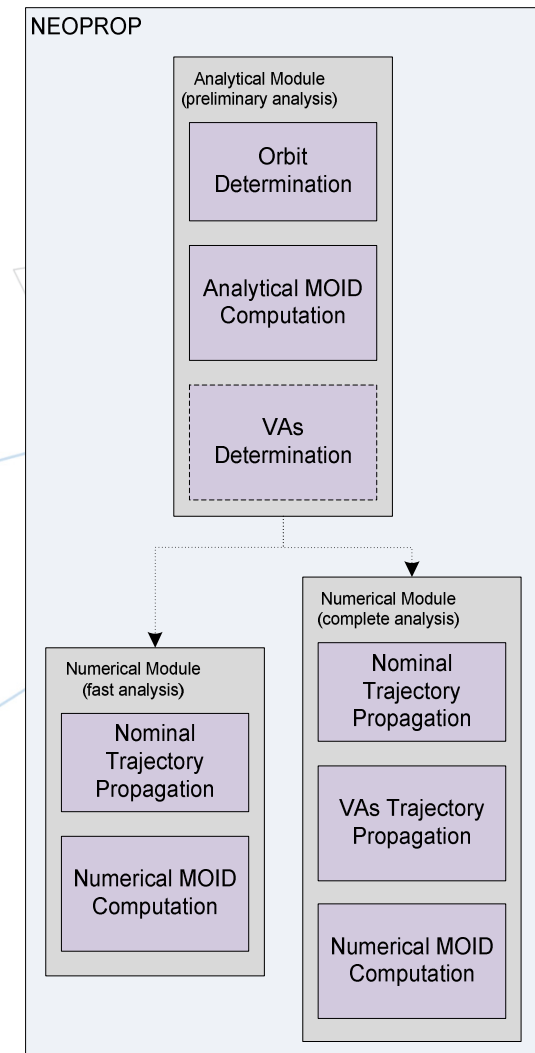 NEOPROP
Analytical Module
(preliminary analysis)
Orbit
Determination
Analytical MOID
Computation
VAs
Determination
Numerical Module
(fast analysis)
Nominal
Trajectory
Propagation
Numerical MOID
Computation
Numerical Module
(complete analysis)
Nominal
Trajectory
Propagation
VAs Trajectory
Propagation
Numerical MOID
Computation